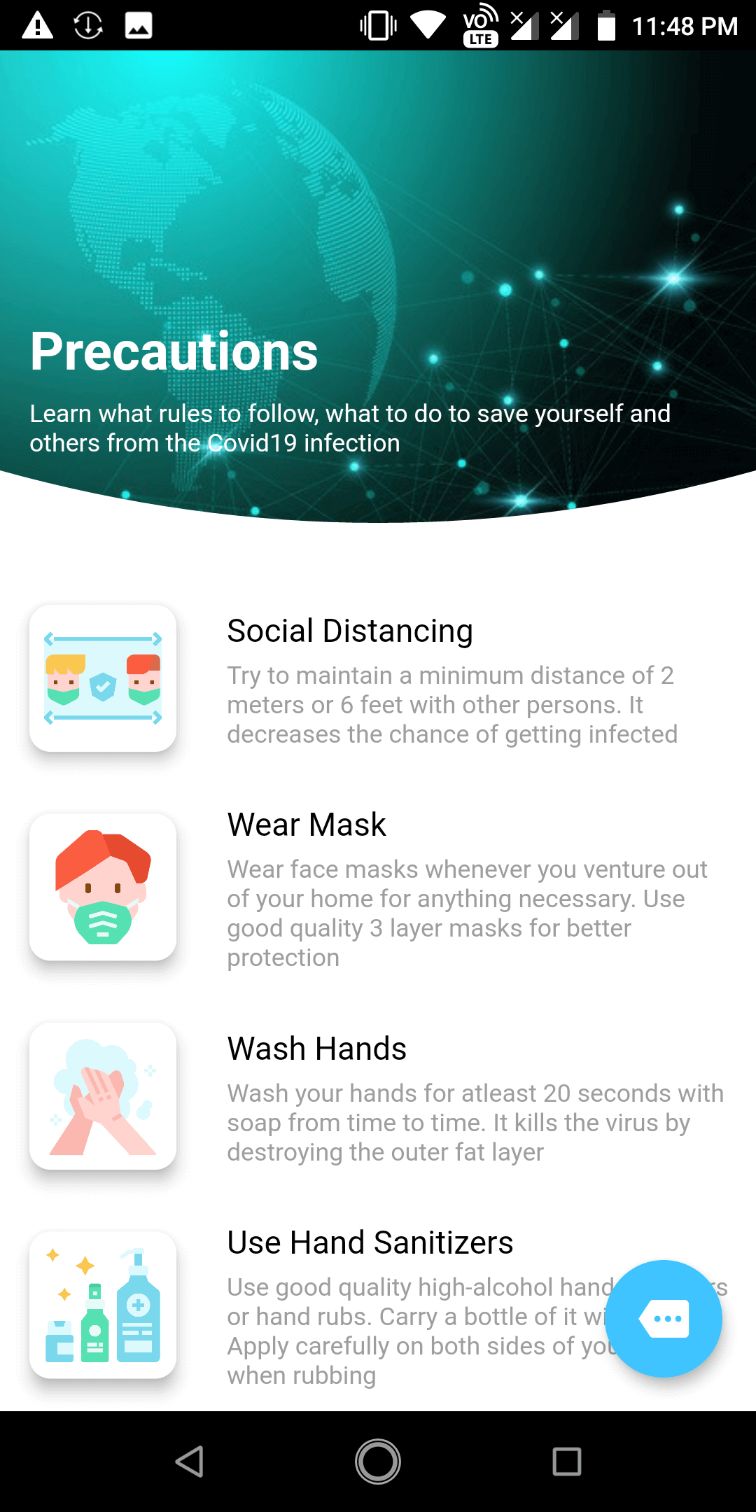 VO
LTE
11:48 PM
Precautions
Learn what rules to follow, what to do to save yourself and
others from the Covid19 infection
Social Distancing
Try to maintain a minimum distance of 2
meters or 6 feet with other persons. It
decreases the chance of getting infected
Wear Mask
Wear face masks whenever you venture out
of your home for anything necessary. Use
good quality 3 layer masks for better
protection
Wash Hands
Wash your hands for atleast 20 seconds with
soap from time to time. It kills the virus by
destroying the outer fat layer
Use Hand Sanitizers
Use good quality high-alcohol hand
or hand rubs. Carry a bottle of it
Apply carefully on both sides of
when rubbing